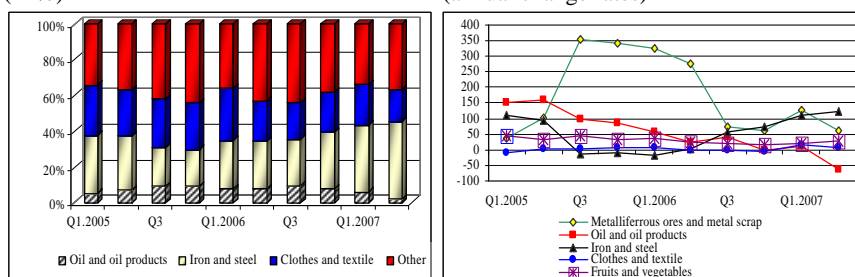 100%
80%
60%
40%
20%
0%
Q1.2005 Q3 Q1.2006 Q3 Q1.2007
Oil and oil products Iron and steel Clothes and textile Other
400
350
300
250
200
150
100
50
0
-50
-100
Q1.2005 Q3 Q1.2006 Q3 Q1.2007
Metalliferrous ores and metal scrap
Oil and oil products
Iron and steel
Clothes and textile
Fruits and vegetables